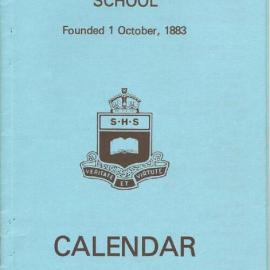 SCHOOL
Founded 1 October, 1883
S·H·S
VERITATE ET VIRTUTE
CALENDAR